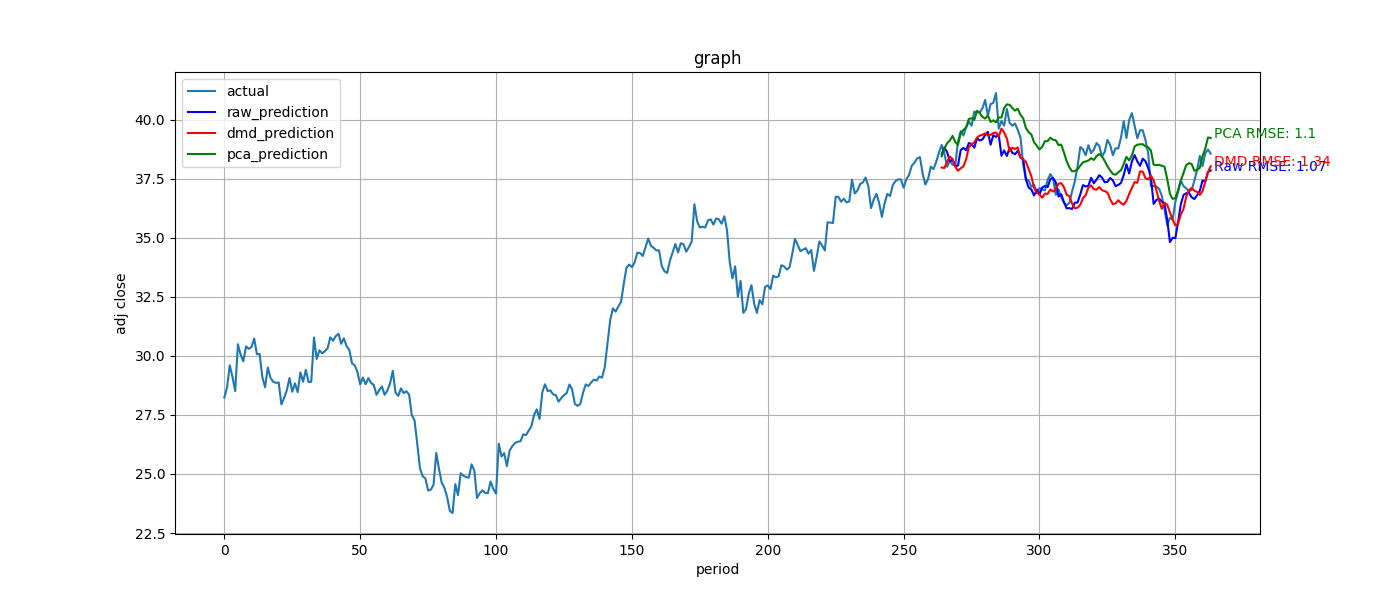 graph
actual
raw_prediction
dmd_prediction
pca_prediction
PCA RMSE: 1.1
DMD RMSE: 1.34
Raw RMSE: 1.07
adj close
40.0
37.5
35.0
32.5
30.0
27.5
25.0
22.5
0 50 100 150 200 250 300 350
period